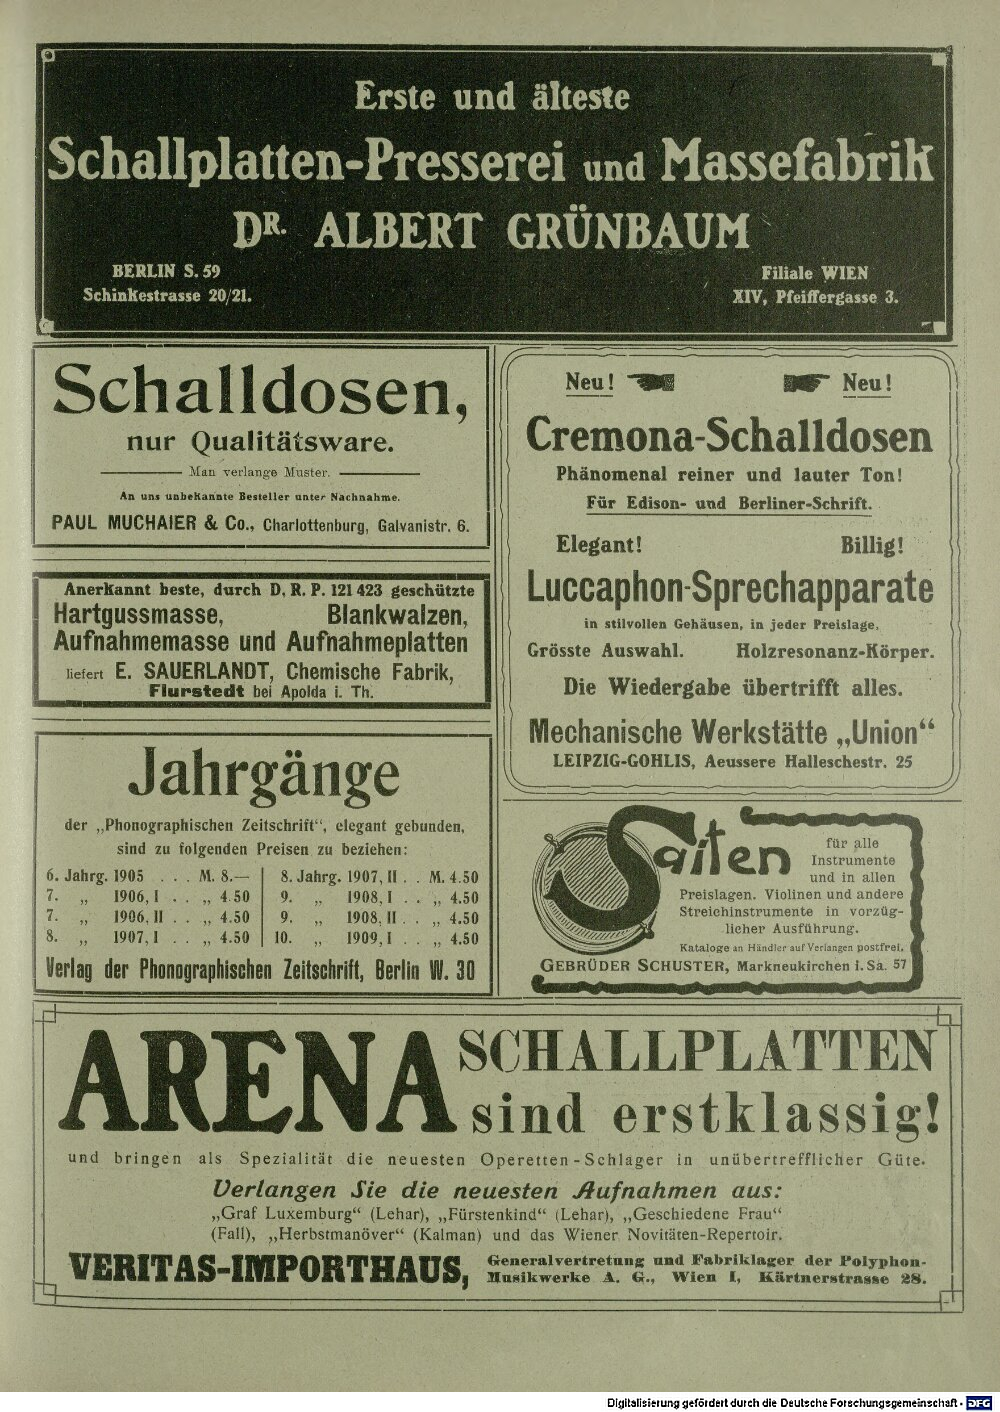 Erste und älteste
Schallplatten-Presserei und Massefabrik
DR. ALBERT GRÜNBAUM
BERLIN S. 59
Schinkestrasse 20/21.
Filiale WIEN
XIV, Pfeiffergasse 3.
Schalldosen,
nur Qualitätsware.
Man verlange Muster.
An uns unbekannte Besteller unter Nachnahme.
PAUL MUCHAIER & Co., Charlottenburg, Galvanistr. 6.
Anerkannt beste, durch D. R. P. 121 423 geschützte
Hartgussmasse, Blankwalzen,
Aufnahmemasse und Aufnahmeplatten
liefert E. SAUERLANDT, Chemische Fabrik,
Flurstedt bei Apolda i. Th.
Jahrgänge
der „Phonographischen Zeitschrift“, elegant gebunden,
sind zu folgenden Preisen zu beziehen:
6. Jahrg. 1905 . . . M. 8.—
7. „ 1906, I . . „ 4.50
7. „ 1906, II . . „ 4.50
8. „ 1907, I . . „ 4.50
8. Jahrg. 1907, II . . M. 4.50
9. „ 1908, I . . „ 4.50
9. „ 1908, II . . „ 4.50
10. „ 1909, I . . „ 4.50
Verlag der Phonographischen Zeitschrift, Berlin W. 30
Neu! Neu!
Cremona-Schalldosen
Phänomenal reiner und lauter Ton!
Für Edison- und Berliner-Schrift.
Elegant! Billig!
Luccaphon-Sprechapparate
in stilvollen Gehäusen, in jeder Preislage.
Grösste Auswahl. Holzresonanz-Körper.
Die Wiedergabe übertrifft alles.
Mechanische Werkstätte „Union“
LEIPZIG-GOHLIS, Aeussere Halleschestr. 25
Saiten
für alle
Instrumente
und in allen
Preislagen. Violinen und andere
Streichinstrumente in vorzüg-
licher Ausführung.
Kataloge an Händler auf Verlangen postfrei.
GEBRÜDER SCHUSTER, Markneukirchen i. Sa. 57
ARENA SCHALLPLATTEN
sind erstklassig!
und bringen als Spezialität die neuesten Operetten-Schlager in unübertrefflicher Güte.
Verlangen Sie die neuesten Aufnahmen aus:
„Graf Luxemburg“ (Lehar), „Fürstenkind“ (Lehar), „Geschiedene Frau“
(Fall), „Herbstmanöver“ (Kalman) und das Wiener Novitäten-Repertoir.
VERITAS-IMPORTHAUS,
Generalvertretung und Fabriklager der Polyphon-
Musikwerke A. G., Wien I, Kärtnerstrasse 28.
Digitalisierung gefördert durch die Deutsche Forschungsgemeinschaft - DFG